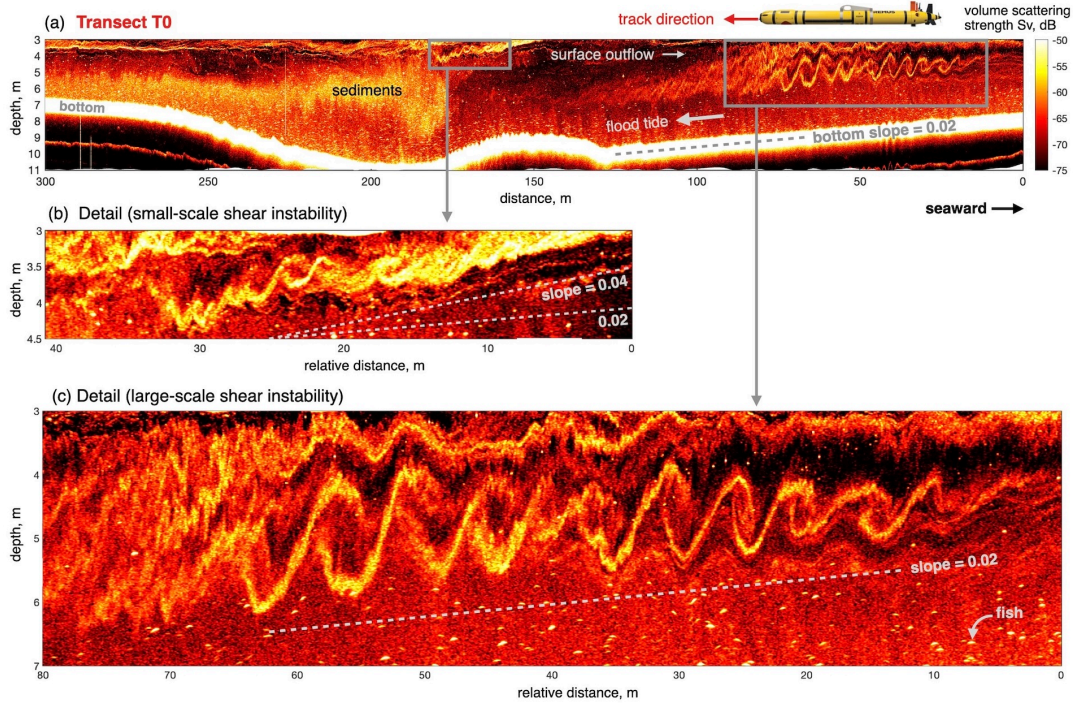 (a) Transect T0
track direction
REMUS
volume scattering
strength Sv, dB
surface outflow
sediments
bottom
flood tide
bottom slope = 0.02
depth, m
3
4
5
6
7
8
9
10
11
300
250
200
150
100
50
0
distance, m
-50
-55
-60
-65
-70
-75
seaward
(b) Detail (small-scale shear instability)
depth, m
3
3.5
4
4.5
slope = 0.04
0.02
40
30
20
10
0
relative distance, m
(c) Detail (large-scale shear instability)
depth, m
3
4
5
6
7
slope = 0.02
fish
80
70
60
50
40
30
20
10
0
relative distance, m